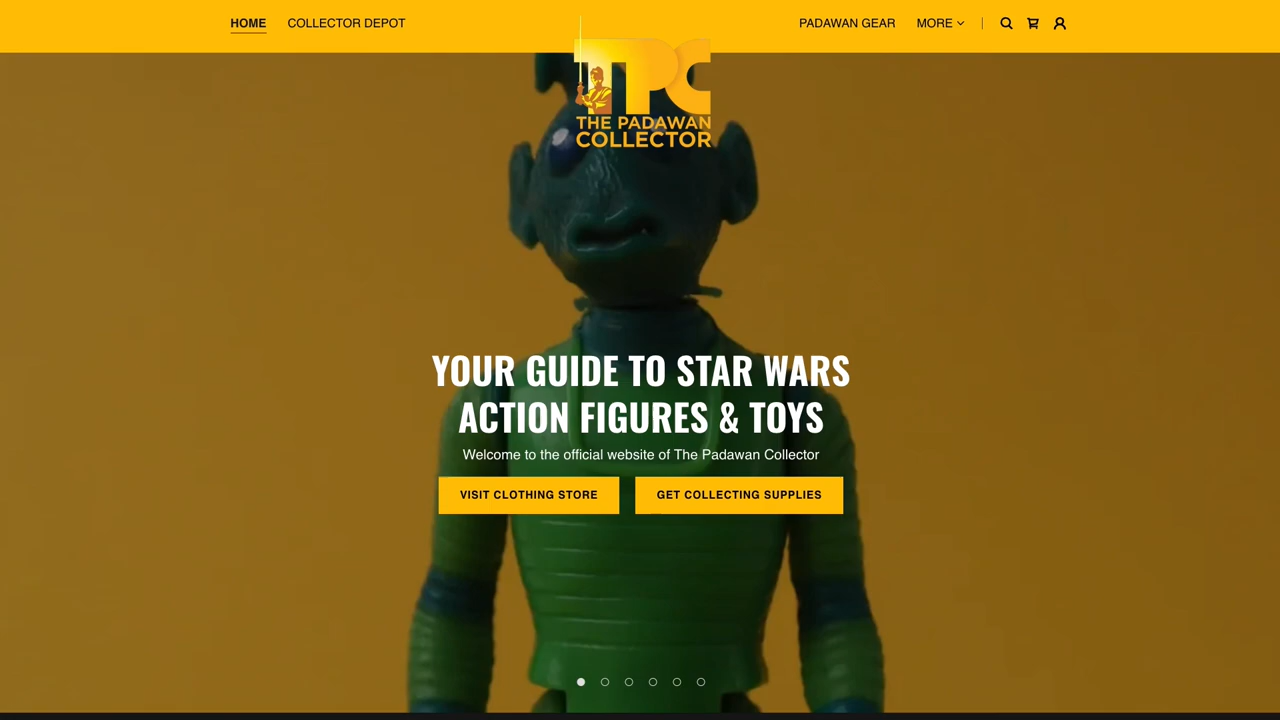 HOME
COLLECTOR DEPOT
PADAWAN GEAR
MORE
TPC
THE PADAWAN
COLLECTOR
YOUR GUIDE TO STAR WARS
ACTION FIGURES & TOYS
Welcome to the official website of The Padawan Collector
VISIT CLOTHING STORE
GET COLLECTING SUPPLIES